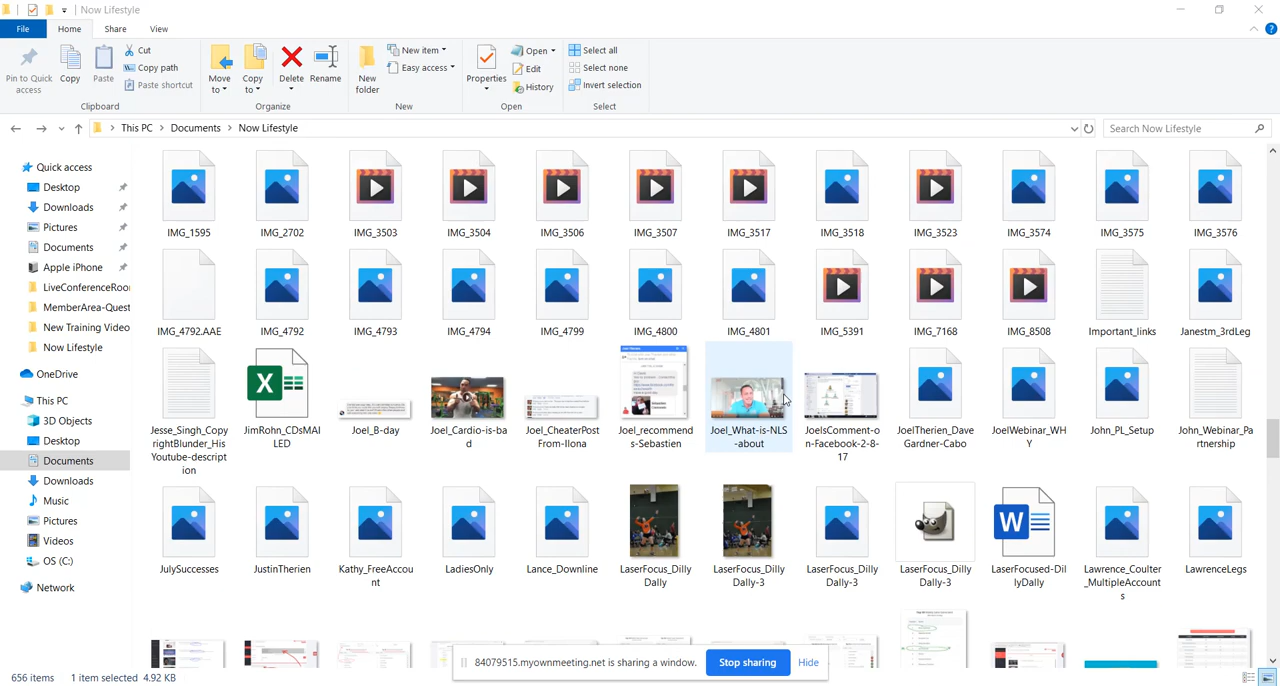 Now Lifestyle
File Home Share View
Pin to Quick access
Copy
Paste
Cut
Copy path
Paste shortcut
Clipboard
Move to
Copy to
Delete
Rename
Organize
New folder
New item
Easy access
New
Properties
Open
Edit
History
Open
Select all
Select none
Invert selection
Select
This PC > Documents > Now Lifestyle
Search Now Lifestyle
Quick access
Desktop
Downloads
Pictures
Documents
Apple iPhone
LiveConferenceRoo
MemberArea-Quest
New Training Video
Now Lifestyle
OneDrive
This PC
3D Objects
Desktop
Documents
Downloads
Music
Pictures
Videos
OS (C:)
Network
IMG_1595 IMG_2702 IMG_3503 IMG_3504 IMG_3506 IMG_3507 IMG_3517 IMG_3518 IMG_3523 IMG_3574 IMG_3575 IMG_3576
IMG_4792.AAE IMG_4792 IMG_4793 IMG_4794 IMG_4799 IMG_4800 IMG_4801 IMG_5391 IMG_7168 IMG_8508 Important_links Janestm_3rdLeg
Jesse_Singh_Copy
yrightBlunder_His
Youtube-descript
ion
JimRohn_CDsMAI
LED
Joel_B-day
Joel_Cardio-is-ba
d
Joel_CheaterPost
From-Ilona
Joel_recommend
s-Sebastien
Joel_What-is-NLS
-about
JoelsComment-o
n-Facebook-2-8-
17
JoelTherien_Dave
Gardner-Cabo
JoelWebinar_WH
Y
John_PL_Setup
John_Webinar_Pa
rtnership
JulySuccesses
JustinTherien
Kathy_FreeAccou
nt
LadiesOnly
Lance_Downline
LaserFocus_Dilly
Dally
LaserFocus_Dilly
Dally-3
LaserFocus_Dilly
Dally-3
LaserFocus_Dilly
Dally-3
LaserFocused-Dil
lyDally
Lawrence_Coulter
_MultipleAccount
s
LawrenceLegs
84079515.myownmeeting.net is sharing a window.
Stop sharing
Hide
656 items 1 item selected 4.92 KB